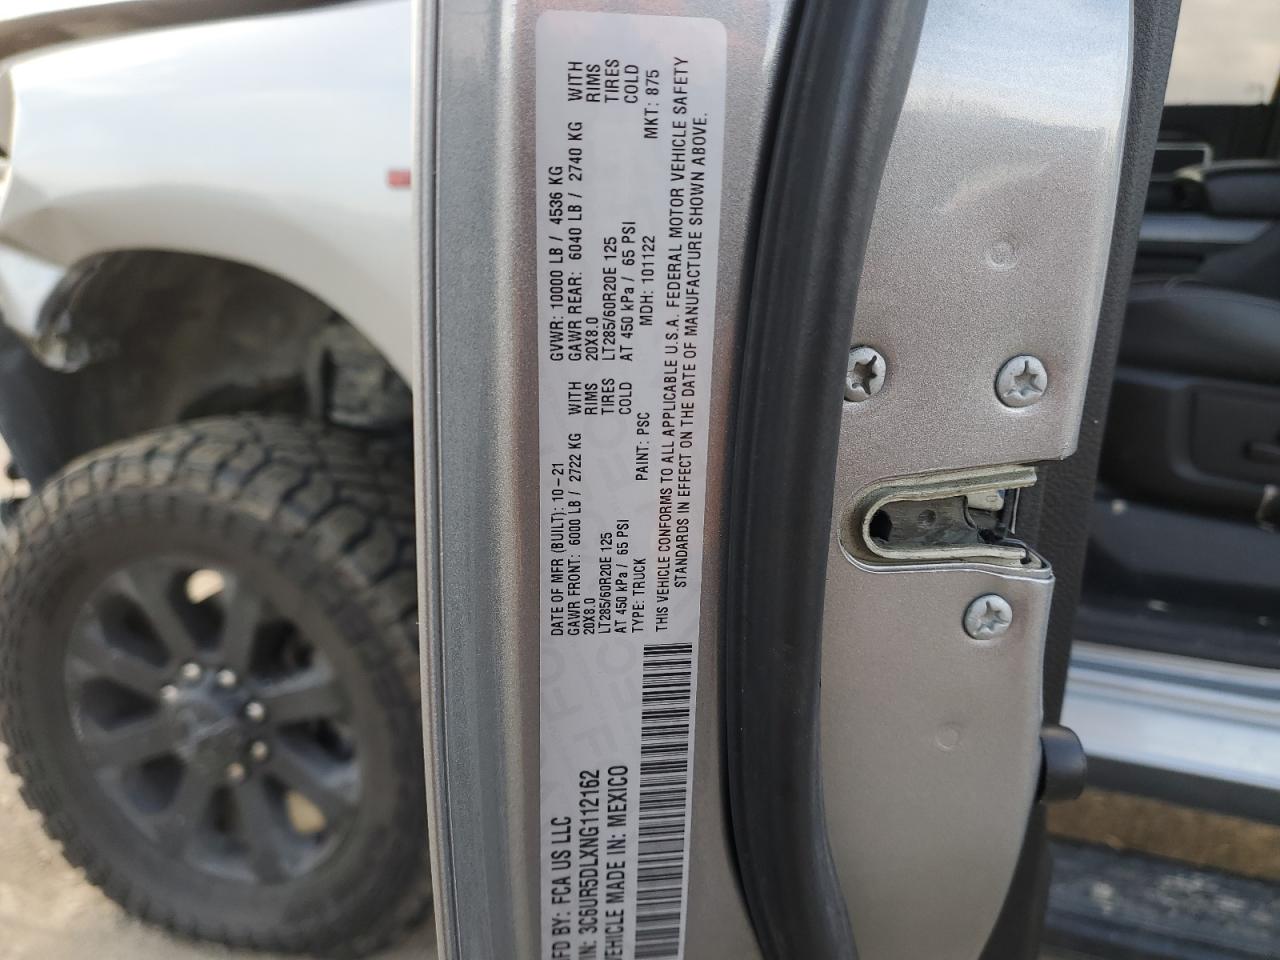 MFD BY: FCA US LLC
VIN: 3C6UR5DLXNG112162
VEHICLE MADE IN: MEXICO
DATE OF MFR (BUILT): 10-21 GVWR: 10000 LB / 4536 KG
GAWR FRONT: 6000 LB / 2722 KG WITH GAWR REAR: 6040 LB / 2740 KG WITH
20X8.0 RIMS 20X8.0 RIMS
LT285/60R20E 125 TIRES LT285/60R20E 125 TIRES
AT 450 kPa / 65 PSI COLD AT 450 kPa / 65 PSI COLD
TYPE: TRUCK PAINT: PSC MDH: 101122 MKT: 875
THIS VEHICLE CONFORMS TO ALL APPLICABLE U.S.A. FEDERAL MOTOR VEHICLE SAFETY
STANDARDS IN EFFECT ON THE DATE OF MANUFACTURE SHOWN ABOVE.